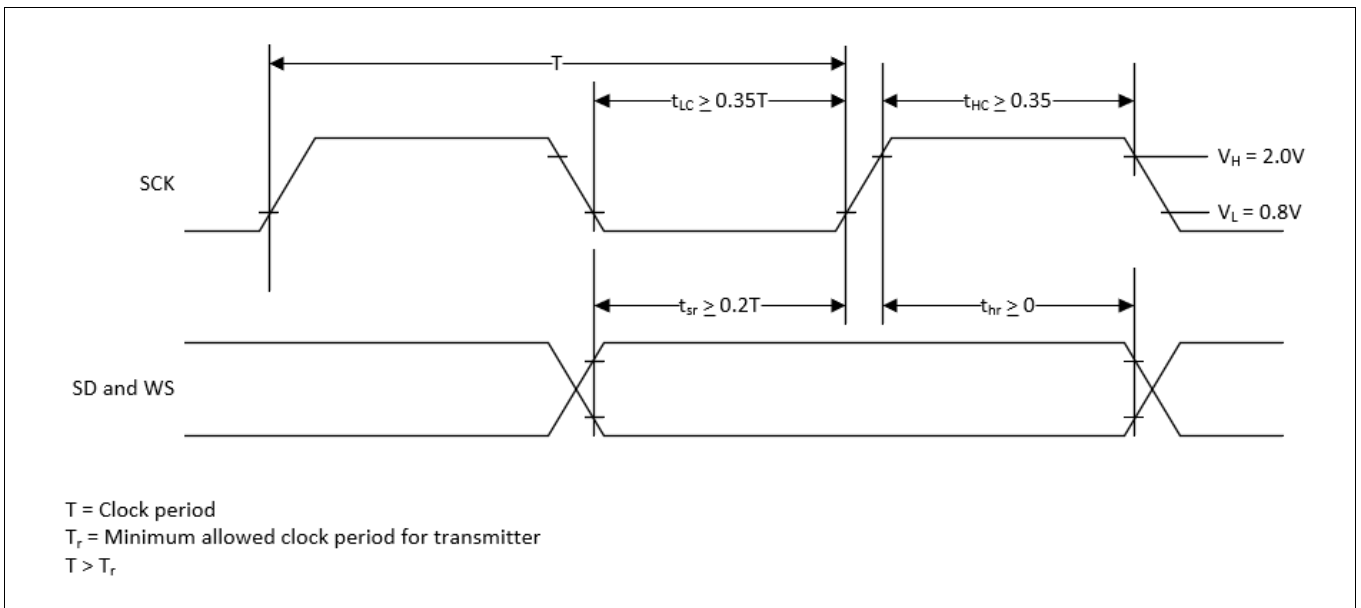 T
t_LC ≥ 0.35T
t_HC ≥ 0.35
SCK
V_H = 2.0V
V_L = 0.8V
t_sr ≥ 0.2T
t_hr ≥ 0
SD and WS
T = Clock period
T_r = Minimum allowed clock period for transmitter
T > T_r